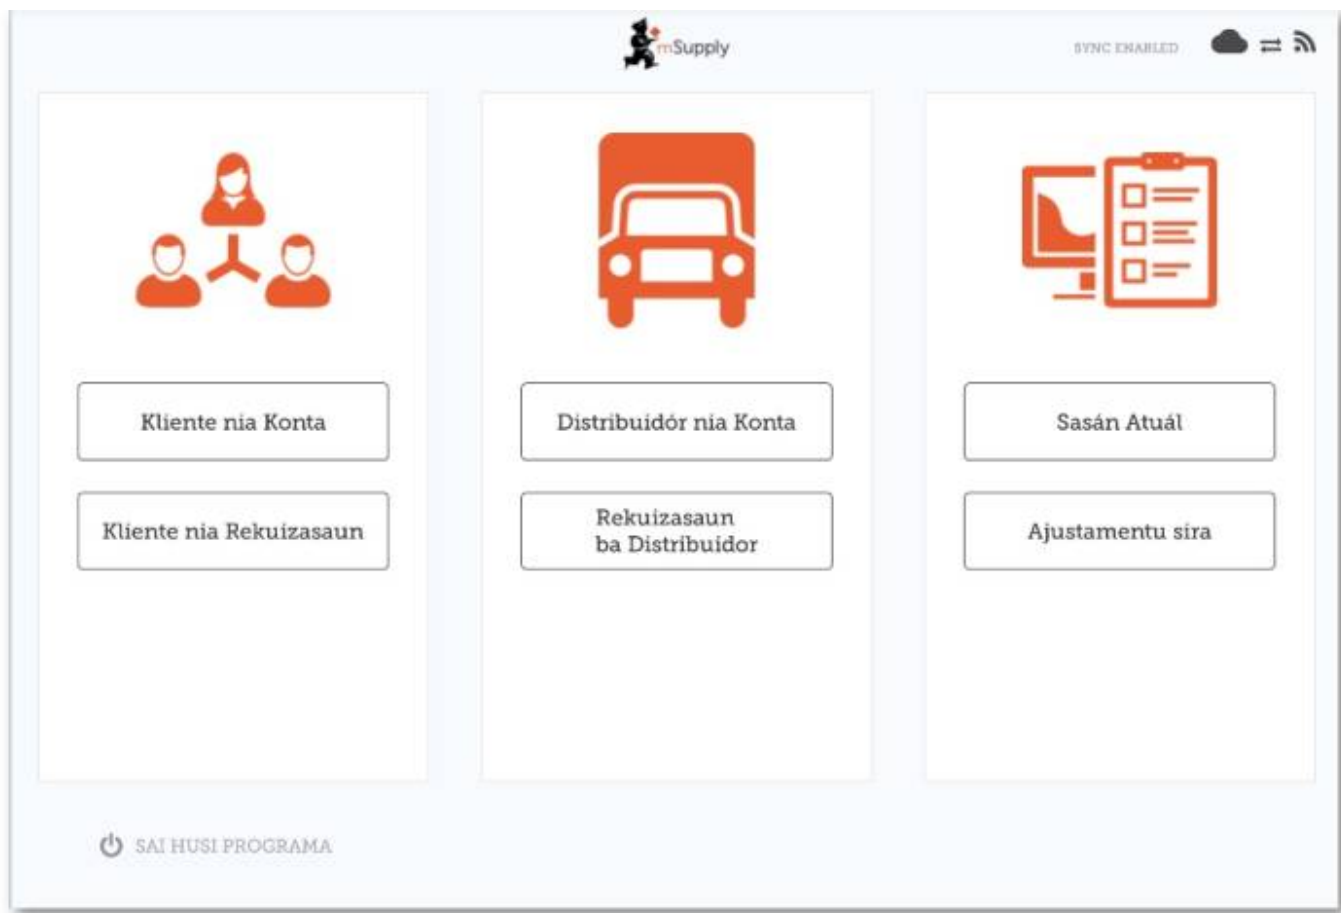 mSupply
SYNC ENABLED
Kliente nia Konta
Kliente nia Rekuizasaun
Distribuidór nia Konta
Rekuizasaun
ba Distribuidor
Sasán Atuál
Ajustamentu sira
SAI HUSI PROGRAMA